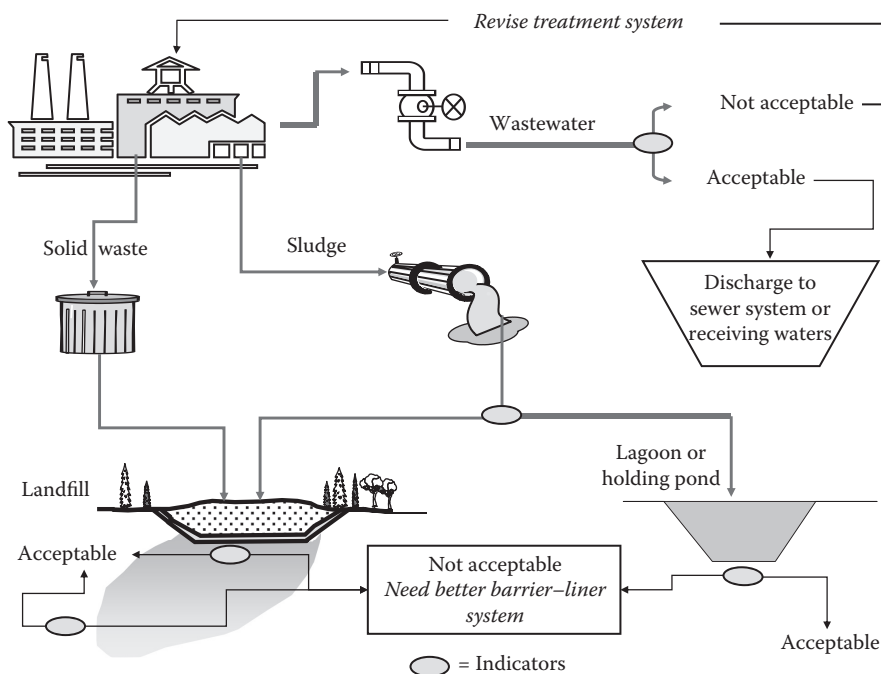 Revise treatment system
Not acceptable
Wastewater
Acceptable
Solid waste
Sludge
Discharge to
sewer system or
receiving waters
Lagoon or
holding pond
Landfill
Acceptable
Not acceptable
Need better barrier–liner
system
Acceptable
= Indicators